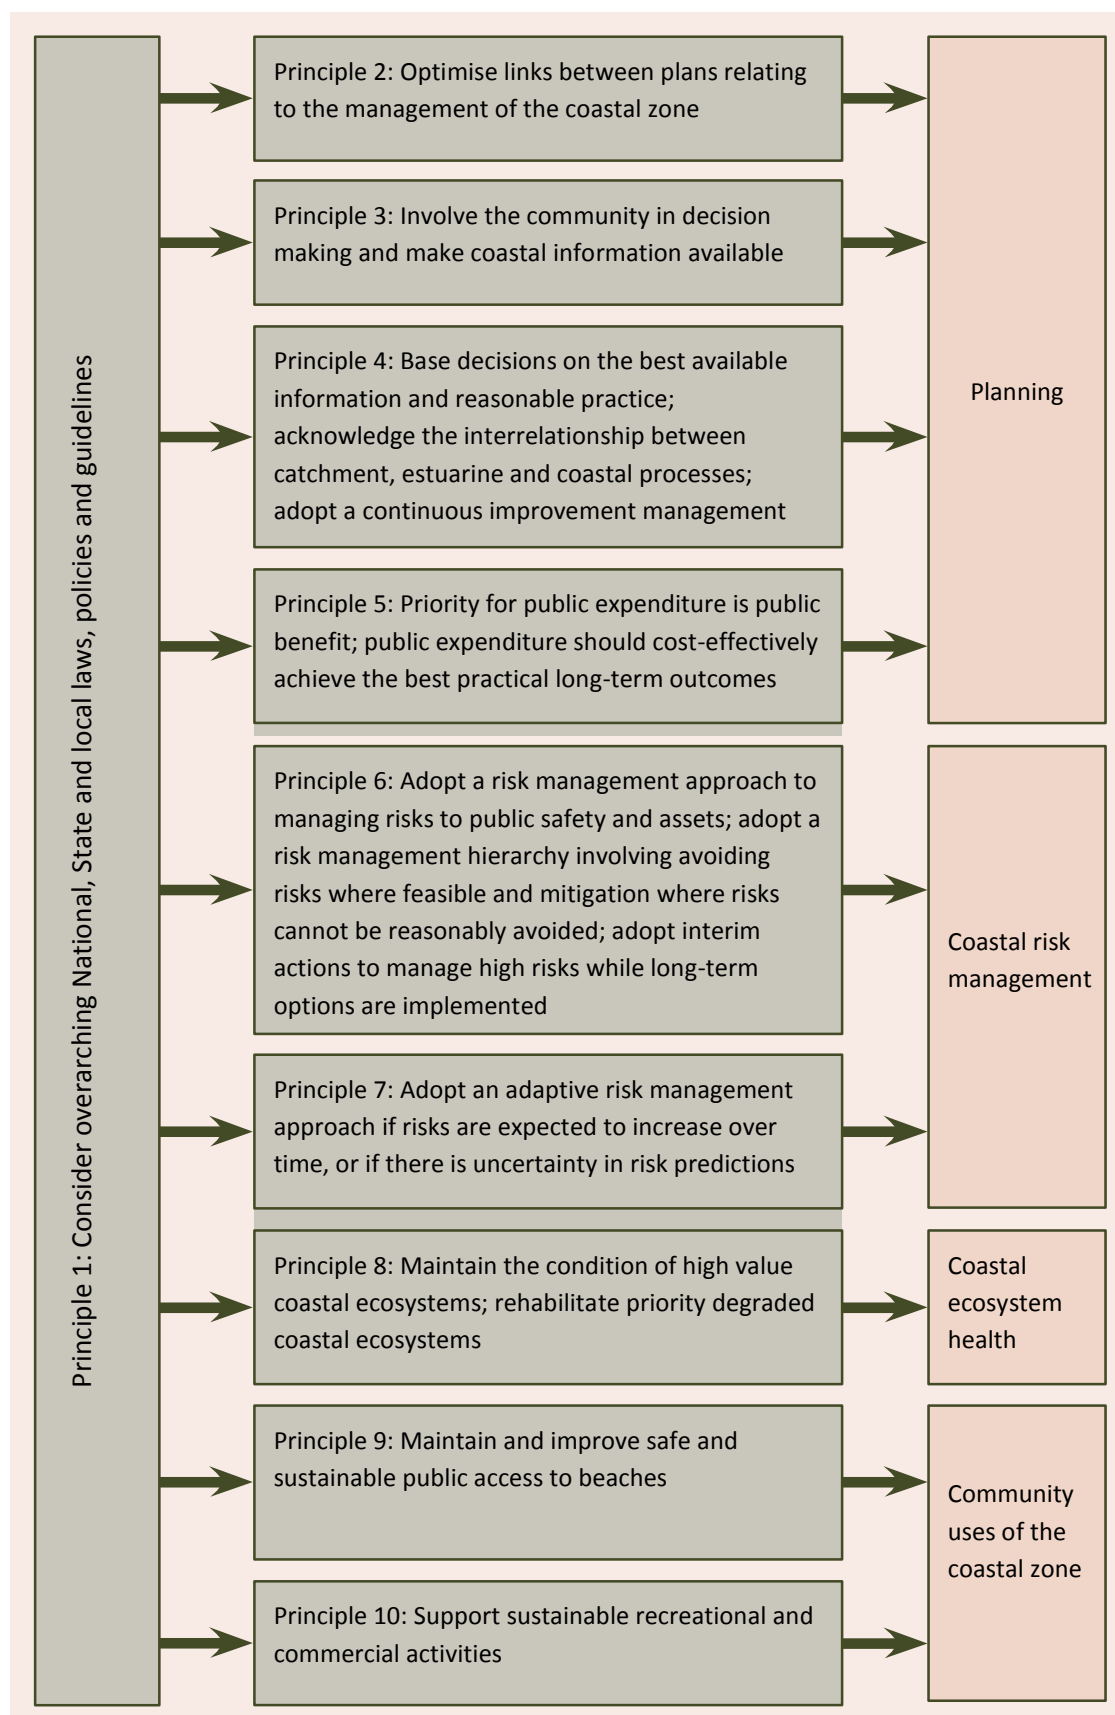 Principle 1: Consider overarching National, State and local laws, policies and guidelines
Principle 2: Optimise links between plans relating
to the management of the coastal zone
Principle 3: Involve the community in decision
making and make coastal information available
Principle 4: Base decisions on the best available
information and reasonable practice;
acknowledge the interrelationship between
catchment, estuarine and coastal processes;
adopt a continuous improvement management
Principle 5: Priority for public expenditure is public
benefit; public expenditure should cost-effectively
achieve the best practical long-term outcomes
Planning
Principle 6: Adopt a risk management approach to
managing risks to public safety and assets; adopt a
risk management hierarchy involving avoiding
risks where feasible and mitigation where risks
cannot be reasonably avoided; adopt interim
actions to manage high risks while long-term
options are implemented
Principle 7: Adopt an adaptive risk management
approach if risks are expected to increase over
time, or if there is uncertainty in risk predictions
Coastal risk
management
Principle 8: Maintain the condition of high value
coastal ecosystems; rehabilitate priority degraded
coastal ecosystems
Coastal
ecosystem
health
Principle 9: Maintain and improve safe and
sustainable public access to beaches
Principle 10: Support sustainable recreational and
commercial activities
Community
uses of the
coastal zone